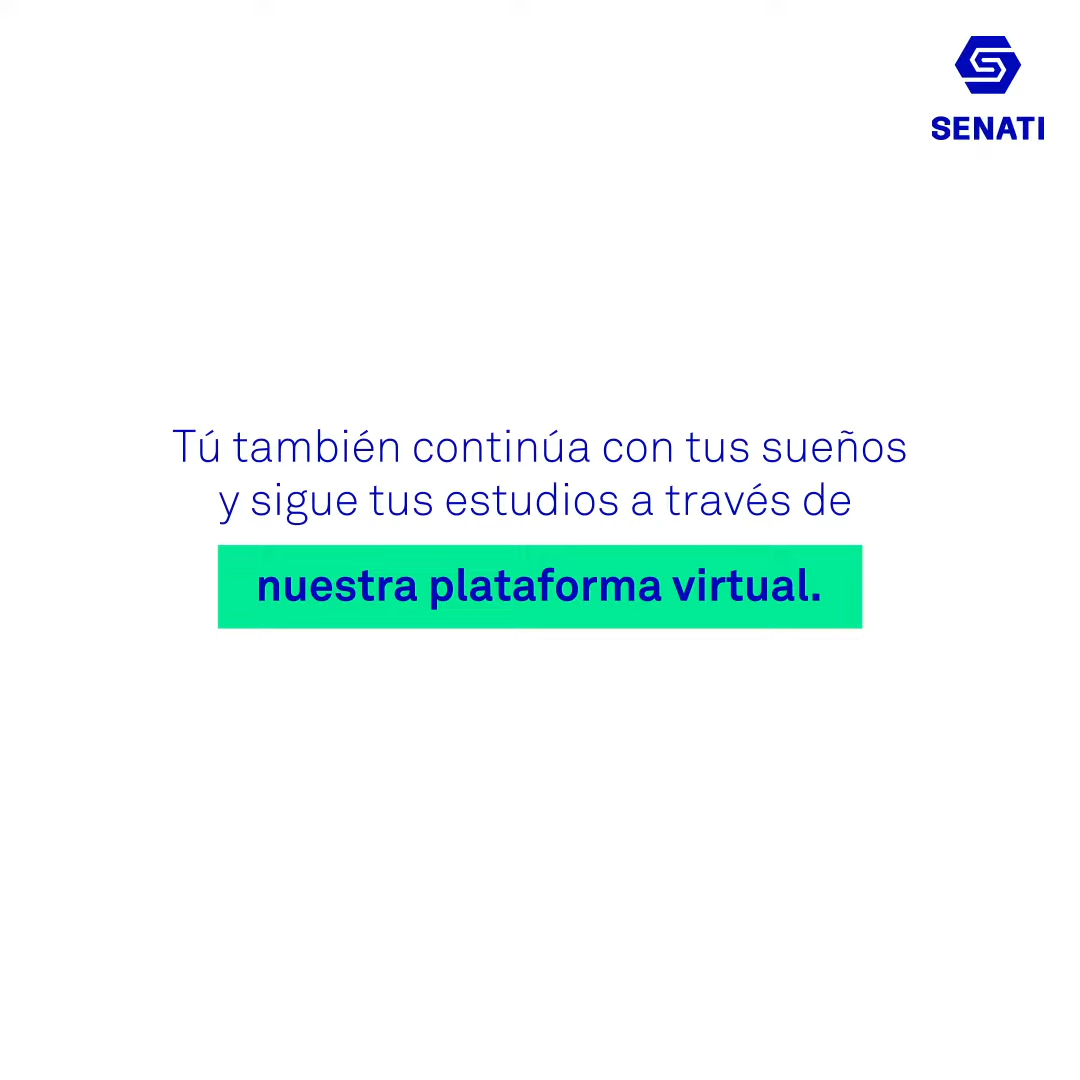 SENATI
Tú también continúa con tus sueños
y sigue tus estudios a través de
nuestra plataforma virtual.